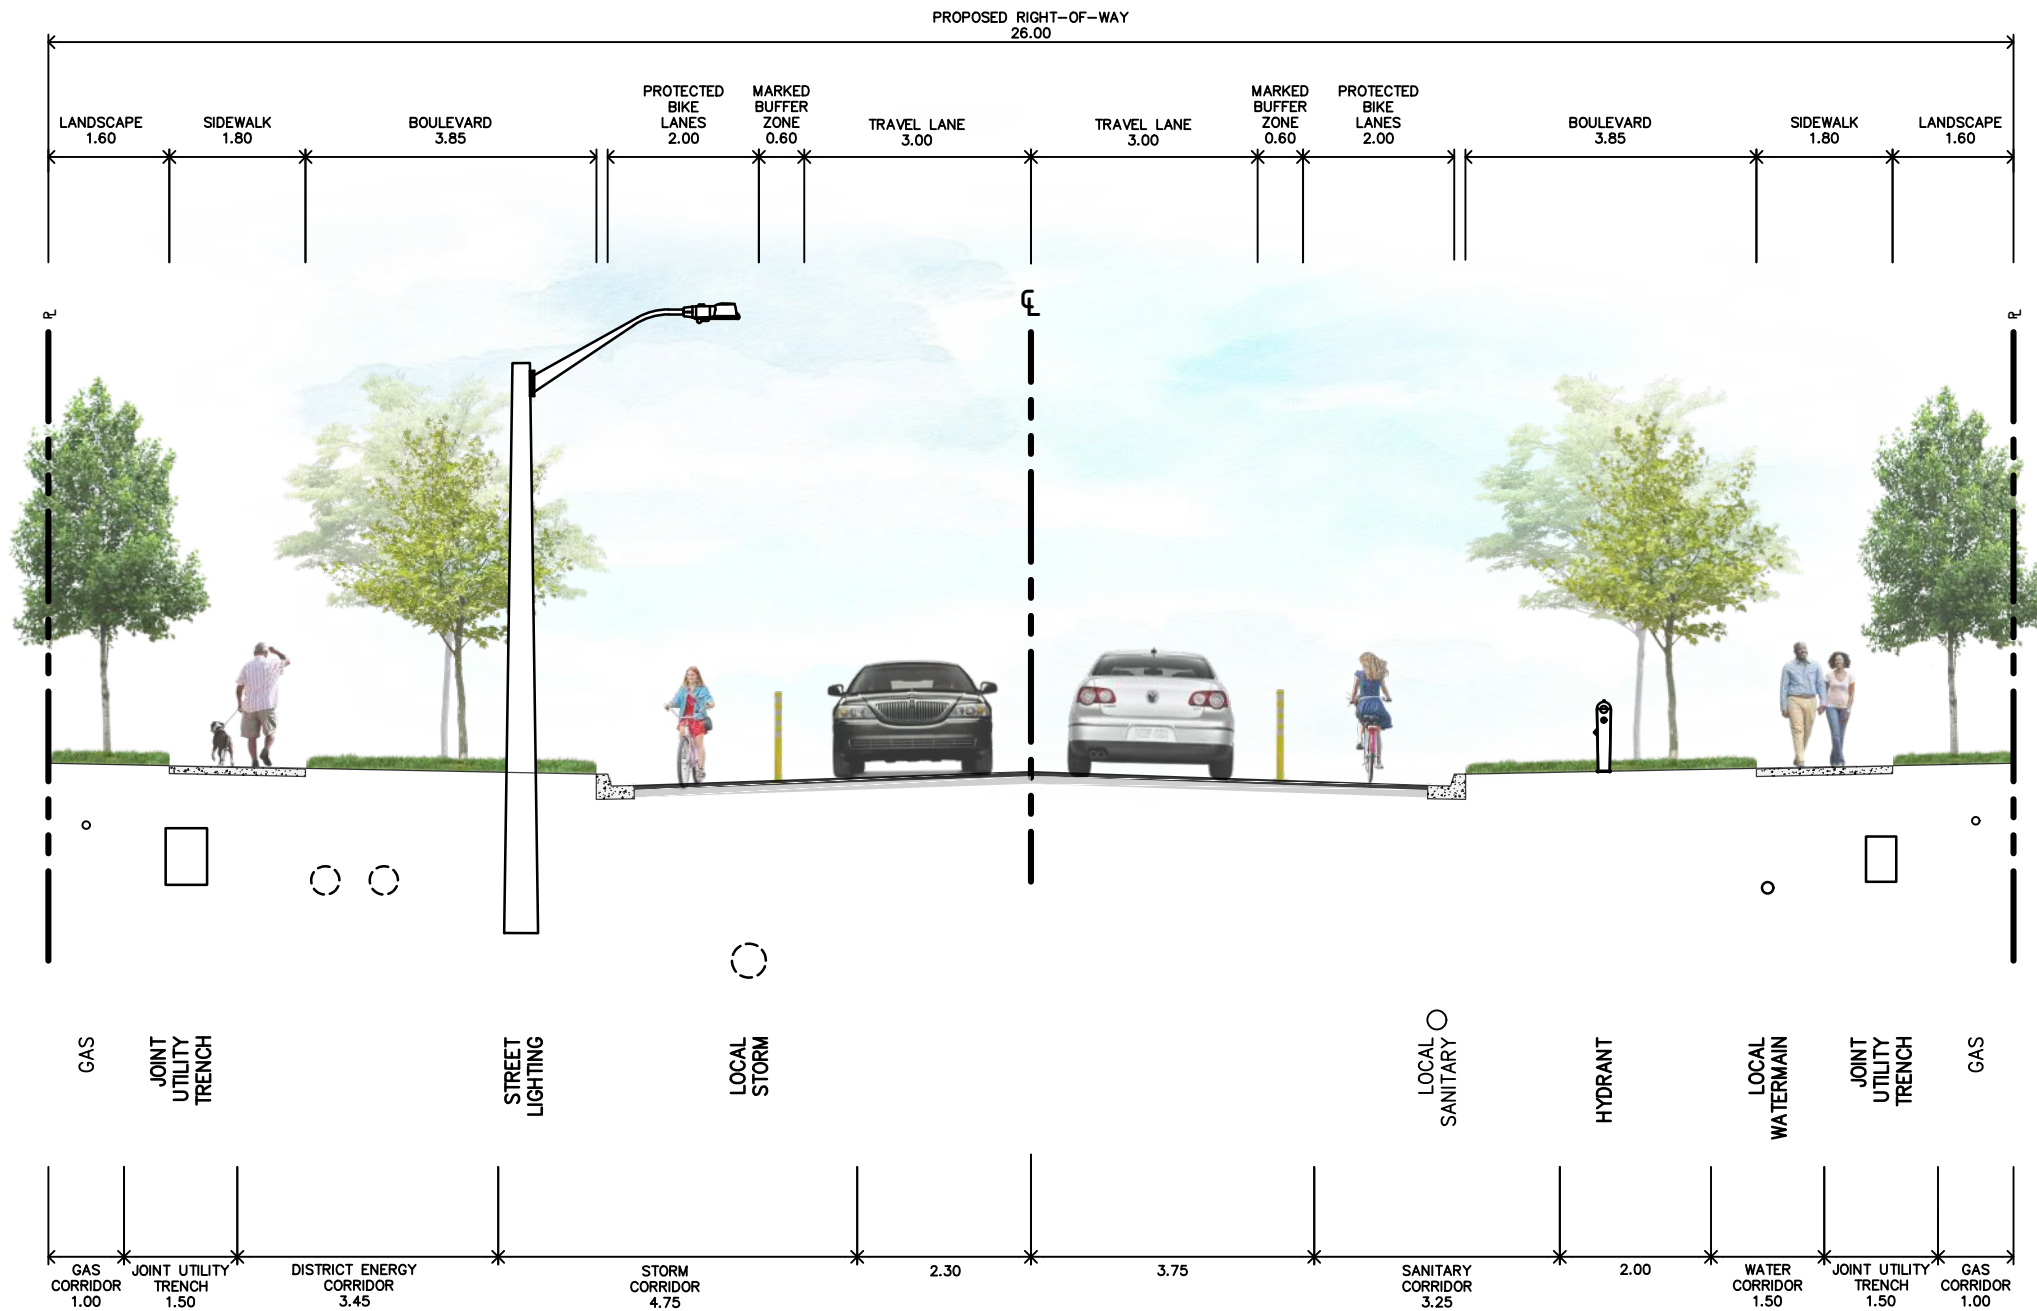 PROPOSED RIGHT-OF-WAY
26.00
LANDSCAPE
1.60
SIDEWALK
1.80
BOULEVARD
3.85
PROTECTED
BIKE
LANES
2.00
MARKED
BUFFER
ZONE
0.60
TRAVEL LANE
3.00
TRAVEL LANE
3.00
MARKED
BUFFER
ZONE
0.60
PROTECTED
BIKE
LANES
2.00
BOULEVARD
3.85
SIDEWALK
1.80
LANDSCAPE
1.60
PL
CL
PL
GAS
JOINT
UTILITY
TRENCH
STREET
LIGHTING
LOCAL
STORM
LOCAL
SANITARY
HYDRANT
LOCAL
WATERMAIN
JOINT
UTILITY
TRENCH
GAS
GAS
CORRIDOR
1.00
JOINT UTILITY
TRENCH
1.50
DISTRICT ENERGY
CORRIDOR
3.45
STORM
CORRIDOR
4.75
2.30
3.75
SANITARY
CORRIDOR
3.25
2.00
WATER
CORRIDOR
1.50
JOINT UTILITY
TRENCH
1.50
GAS
CORRIDOR
1.00